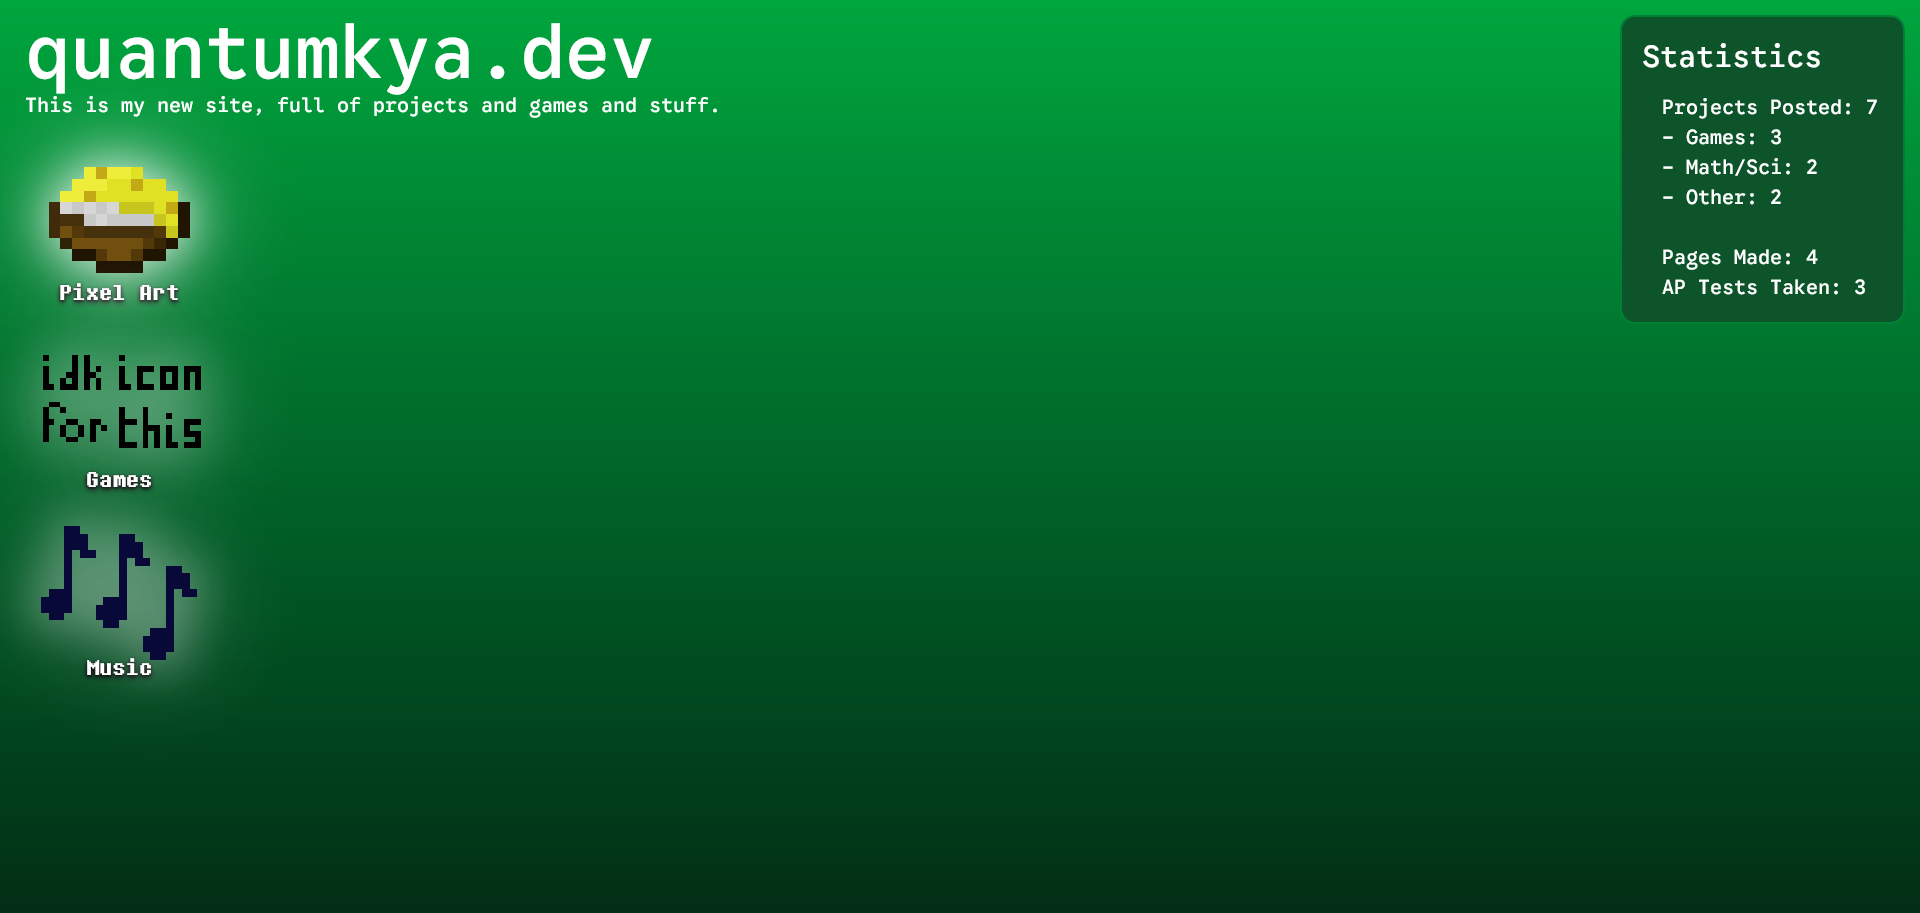 quantumkya.dev
This is my new site, full of projects and games and stuff.
Pixel Art
idk icon
for this
Games
Music
Statistics
Projects Posted: 7
- Games: 3
- Math/Sci: 2
- Other: 2
Pages Made: 4
AP Tests Taken: 3